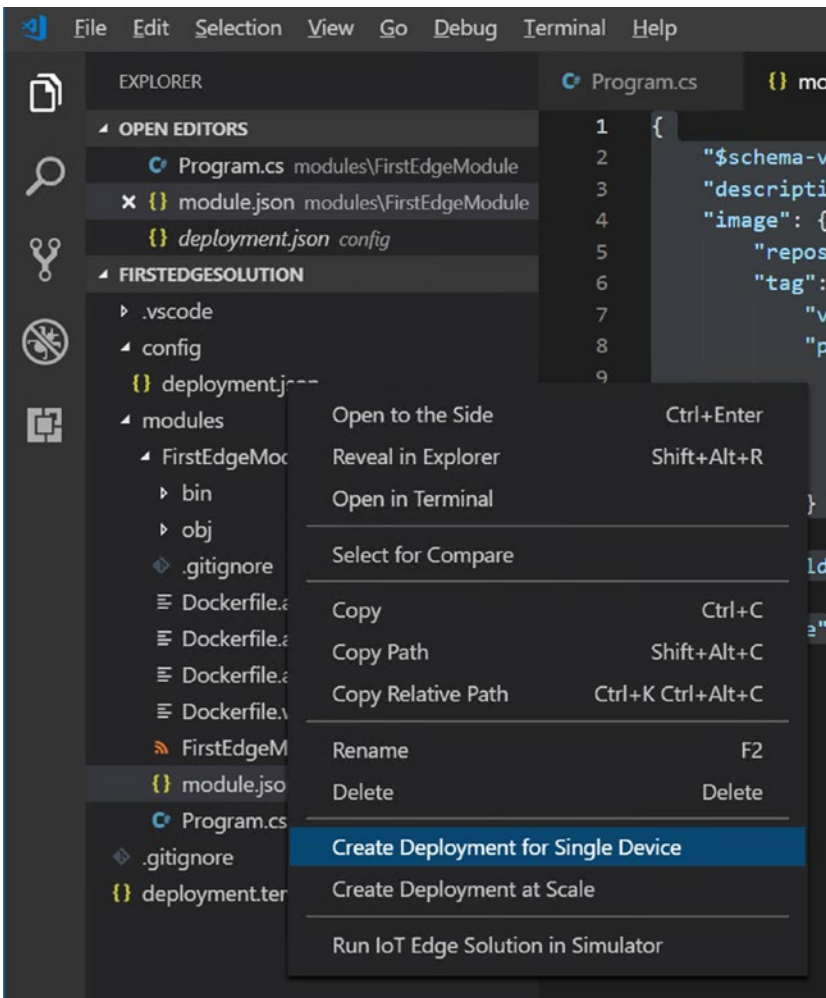 File Edit Selection View Go Debug Terminal Help
EXPLORER
OPEN EDITORS
Program.cs modules\FirstEdgeModule
module.json modules\FirstEdgeModule
deployment.json config
FIRSTEDGESOLUTION
.vscode
config
deployment.js
modules
FirstEdgeMod
bin
obj
.gitignore
Dockerfile.a
Dockerfile.a
Dockerfile.a
Dockerfile.w
FirstEdgeM
module.jso
Program.cs
.gitignore
deployment.ter
Program.cs {} mo
1 {
2 "$schema-v
3 "descripti
4 "image": {
5 "repos
6 "tag":
7 "v
8 "p
9
}
ld
e"
Open to the Side Ctrl+Enter
Reveal in Explorer Shift+Alt+R
Open in Terminal
Select for Compare
Copy Ctrl+C
Copy Path Shift+Alt+C
Copy Relative Path Ctrl+K Ctrl+Alt+C
Rename F2
Delete Delete
Create Deployment for Single Device
Create Deployment at Scale
Run IoT Edge Solution in Simulator